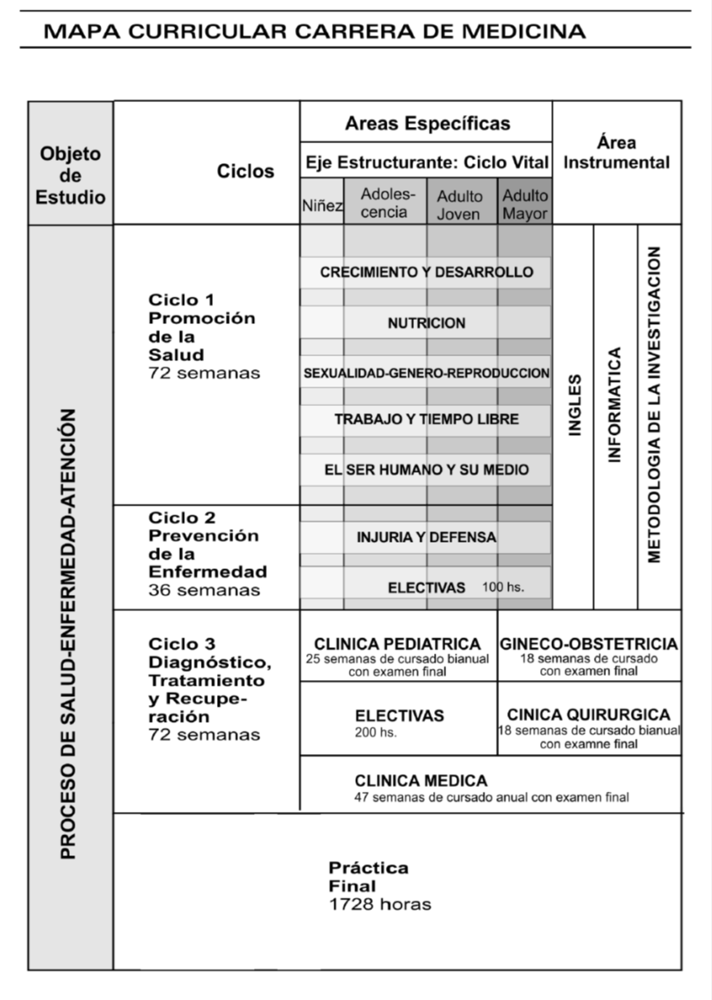 MAPA CURRICULAR CARRERA DE MEDICINA
Objeto
de
Estudio
Ciclos
Areas Específicas
Eje Estructurante: Ciclo Vital
Niñez
Adoles-
cencia
Adulto
Joven
Adulto
Mayor
Área
Instrumental
PROCESO DE SALUD-ENFERMEDAD-ATENCIÓN
Ciclo 1
Promoción
de la
Salud
72 semanas
CRECIMIENTO Y DESARROLLO
NUTRICION
SEXUALIDAD-GENERO-REPRODUCCION
TRABAJO Y TIEMPO LIBRE
EL SER HUMANO Y SU MEDIO
INGLES
INFORMATICA
METODOLOGIA DE LA INVESTIGACION
Ciclo 2
Prevención
de la
Enfermedad
36 semanas
INJURIA Y DEFENSA
ELECTIVAS 100 hs.
Ciclo 3
Diagnóstico,
Tratamiento
y Recupe-
ración
72 semanas
CLINICA PEDIATRICA
25 semanas de cursado bianual
con examen final
GINECO-OBSTETRICIA
18 semanas de cursado
con examen final
ELECTIVAS
200 hs.
CINICA QUIRURGICA
18 semanas de cursado bianual
con examne final
CLINICA MEDICA
47 semanas de cursado anual con examen final
Práctica
Final
1728 horas